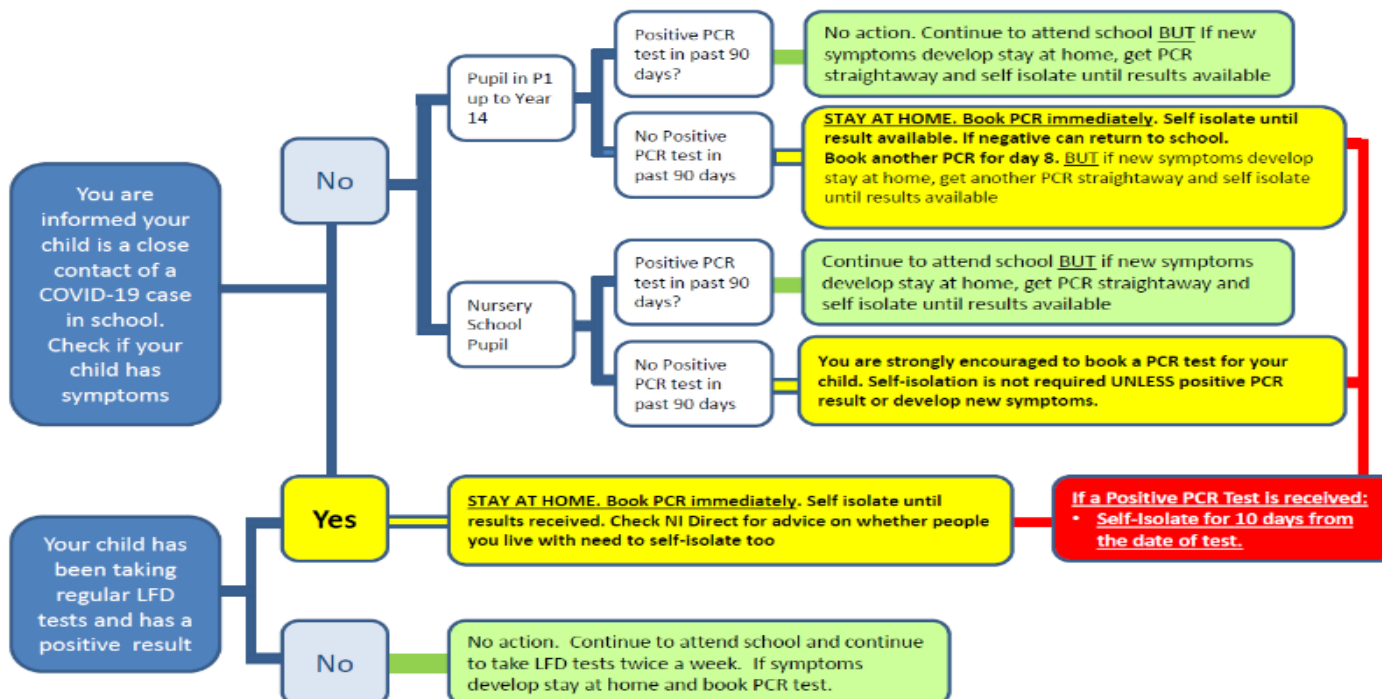 You are
informed your
child is a close
contact of a
COVID-19 case
in school.
Check if your
child has
symptoms
No
Pupil in P1
up to Year
14
Positive PCR
test in past 90
days?
No action. Continue to attend school BUT If new
symptoms develop stay at home, get PCR
straightaway and self isolate until results available
No Positive
PCR test in
past 90 days
STAY AT HOME. Book PCR immediately. Self isolate until
result available. If negative can return to school.
Book another PCR for day 8. BUT if new symptoms develop
stay at home, get another PCR straightaway and self isolate
until results available
Nursery
School
Pupil
Positive PCR
test in past 90
days?
Continue to attend school BUT if new symptoms
develop stay at home, get PCR straightaway and
self isolate until results available
No Positive
PCR test in
past 90 days
You are strongly encouraged to book a PCR test for your
child. Self-isolation is not required UNLESS positive PCR
result or develop new symptoms.
Yes
STAY AT HOME. Book PCR immediately. Self isolate until
results received. Check NI Direct for advice on whether people
you live with need to self-isolate too
If a Positive PCR Test is received:
• Self-Isolate for 10 days from
the date of test.
Your child has
been taking
regular LFD
tests and has a
positive result
No
No action. Continue to attend school and continue
to take LFD tests twice a week. If symptoms
develop stay at home and book PCR test.